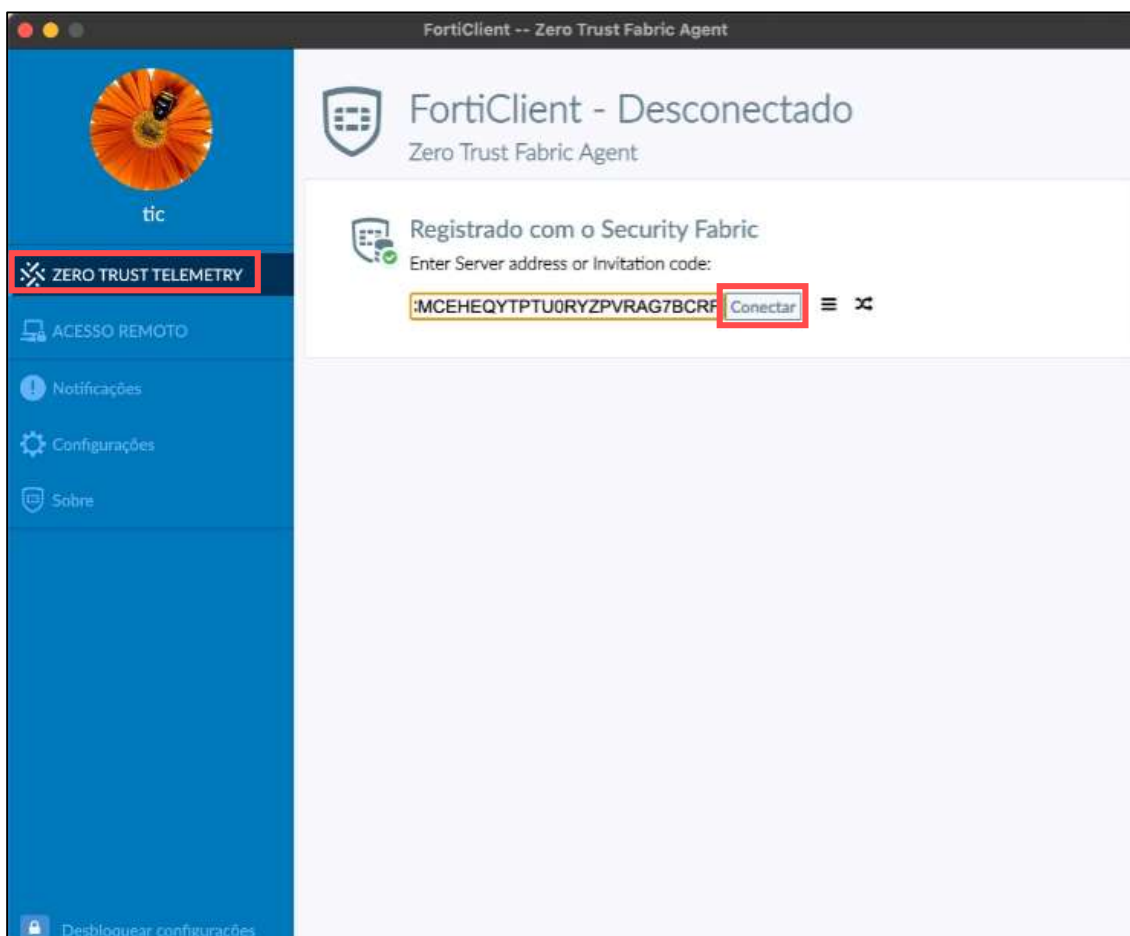 FortiClient -- Zero Trust Fabric Agent
tic
ZERO TRUST TELEMETRY
ACESSO REMOTO
Notificações
Configurações
Sobre
Desbloquear configurações
FortiClient - Desconectado
Zero Trust Fabric Agent
Registrado com o Security Fabric
Enter Server address or Invitation code:
:MCEHEQYTPTU0RYZPVRAG7BCRF Conectar